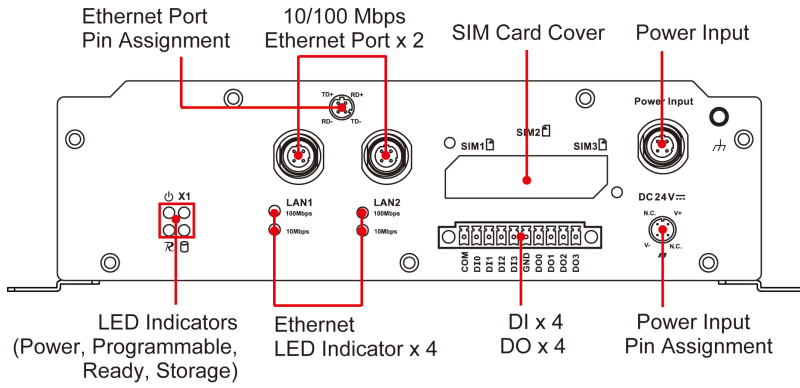 Ethernet Port
Pin Assignment
10/100 Mbps
Ethernet Port x 2
SIM Card Cover
Power Input
TD+ RD+
RD- TD-
SIM1
SIM2
SIM3
Power Input
X1
LAN1
100Mbps
10Mbps
LAN2
100Mbps
10Mbps
DC24V
N.C. V+
V- N.C.
R
COM
DI0
DI1
DI2
DI3
GND
DO0
DO1
DO2
DO3
LED Indicators
(Power, Programmable,
Ready, Storage)
Ethernet
LED Indicator x 4
DI x 4
DO x 4
Power Input
Pin Assignment